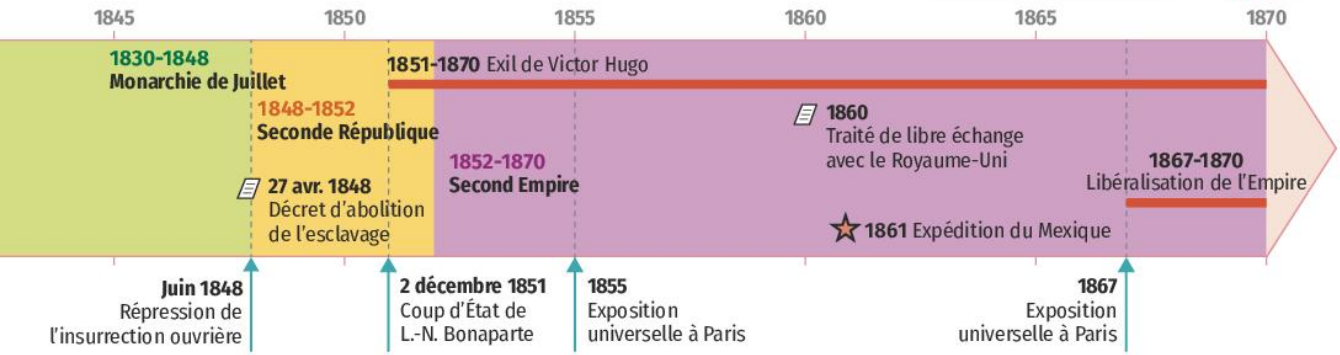 1845 1850 1855 1860 1865 1870
1830-1848
Monarchie de Juillet
1848-1852
Seconde République
27 avr. 1848
Décret d'abolition
de l'esclavage
1851-1870 Exil de Victor Hugo
1852-1870
Second Empire
1860
Traité de libre échange
avec le Royaume-Uni
1861 Expédition du Mexique
1867-1870
Libéralisation de l'Empire
Juin 1848
Répression de
l'insurrection ouvrière
2 décembre 1851
Coup d'État de
L.-N. Bonaparte
1855
Exposition
universelle à Paris
1867
Exposition
universelle à Paris